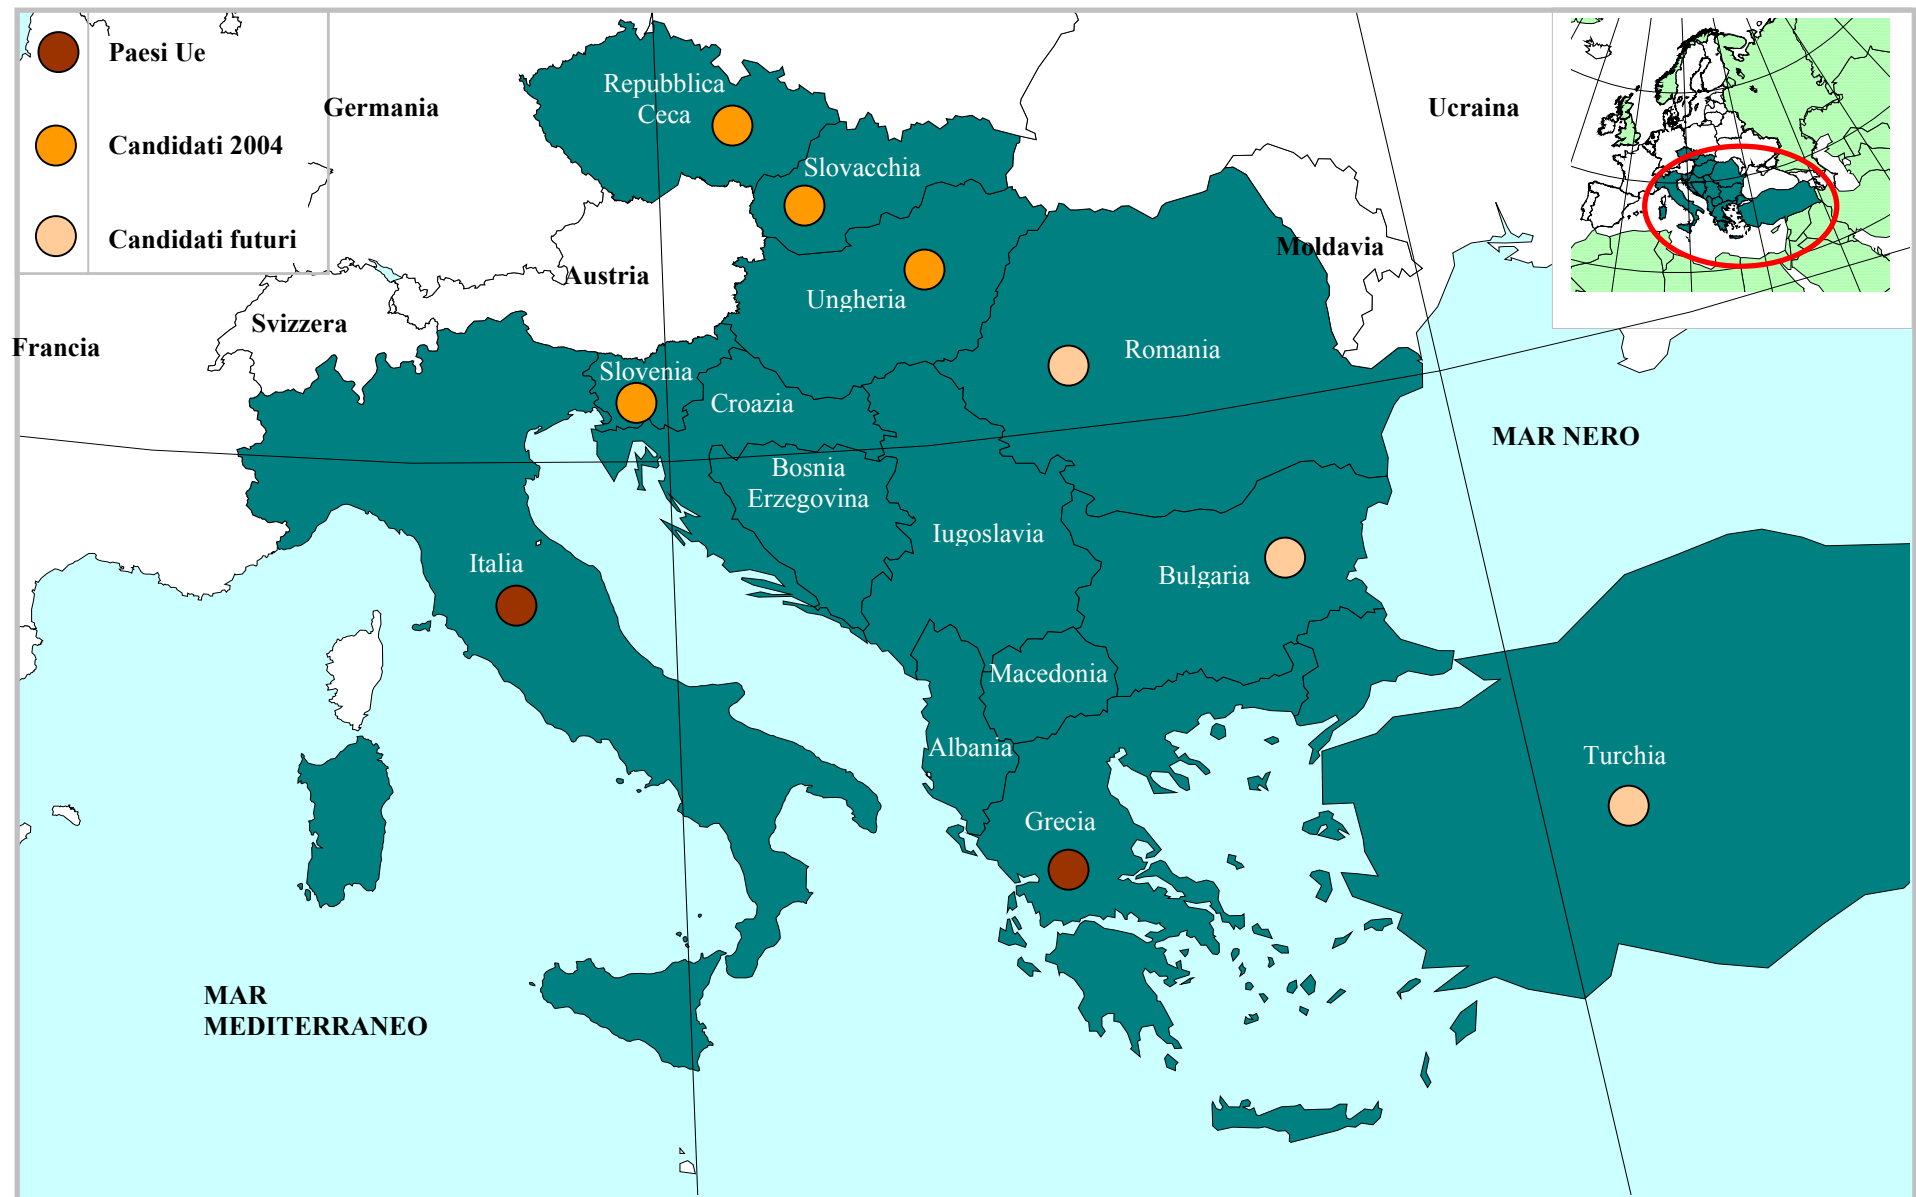 Paesi Ue
Candidati 2004
Candidati futuri
Germania
Repubblica
Ceca
Ucraina
Slovacchia
Moldavia
Austria
Ungheria
Svizzera
Francia
Romania
Slovenia
Croazia
MAR NERO
Bosnia
Erzegovina
Iugoslavia
Italia
Bulgaria
Macedonia
Albania
Turchia
Grecia
MAR
MEDITERRANEO